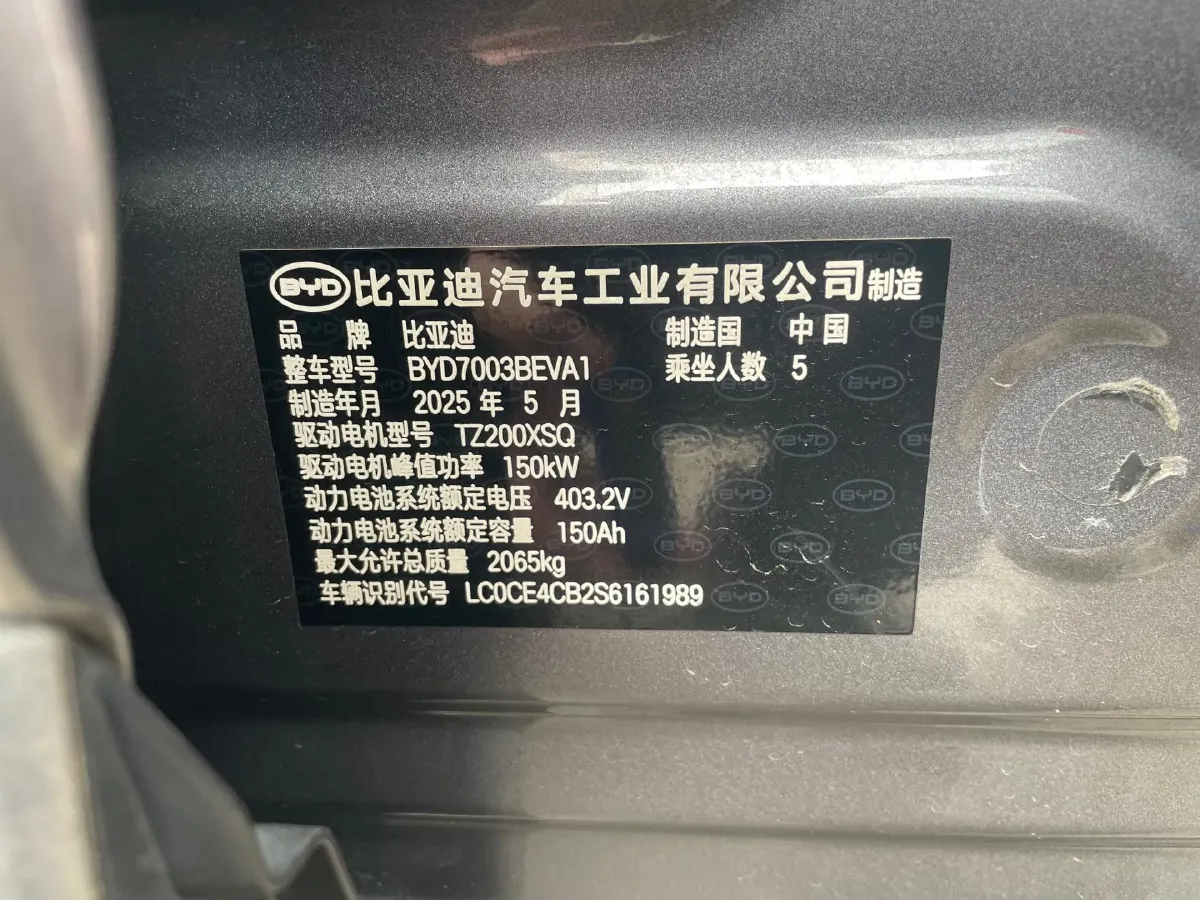 BYD 比亚迪汽车工业有限公司制造
品 牌 比亚迪 制造国 中国
整车型号 BYD7003BEVA1 乘坐人数 5
制造年月 2025 年 5 月
驱动电机型号 TZ200XSQ
驱动电机峰值功率 150kW
动力电池系统额定电压 403.2V
动力电池系统额定容量 150Ah
最大允许总质量 2065kg
车辆识别代号 LC0CE4CB2S6161989